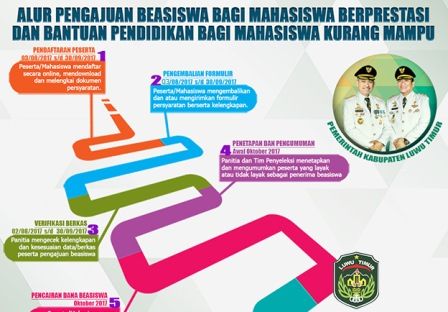 ALUR PENGAJUAN BEASISWA BAGI MAHASISWA BERPRESTASI
DAN BANTUAN PENDIDIKAN BAGI MAHASISWA KURANG MAMPU
PENDAFTARAN PESERTA
03/08/2017 s/d 30/09/2017
1
Peserta/Mahasiswa mendaftar
secara online, mendownload
dan melengkai dokumen
persyaratan.
2
PENGEMBALIAN FORMULIR
03/08/2017 s/d 30/09/2017
Peserta/Mahasiswa mengembalikan
dan atau mengirimkan formulir
persyaratan berserta kelengkapan.
PEMERINTAH KABUPATEN LUWU TIMUR
4
PENETAPAN DAN PENGUMUMAN
Awal Oktober 2017
Panitia dan Tim Penyeleksi menetapkan
dan mengumumkan peserta yang layak
atau tidak layak sebagai penerima beasiswa
VERIFIKASI BERKAS
02/08/2017 s/d 30/09/2017
3
Panitia mengecek kelengkapan
dan kesesuaian data/berkas
peserta pengajuan beasiswa
LUWU TIMUR
PENCAIRAN DANA BEASISWA
Oktober 2017
5